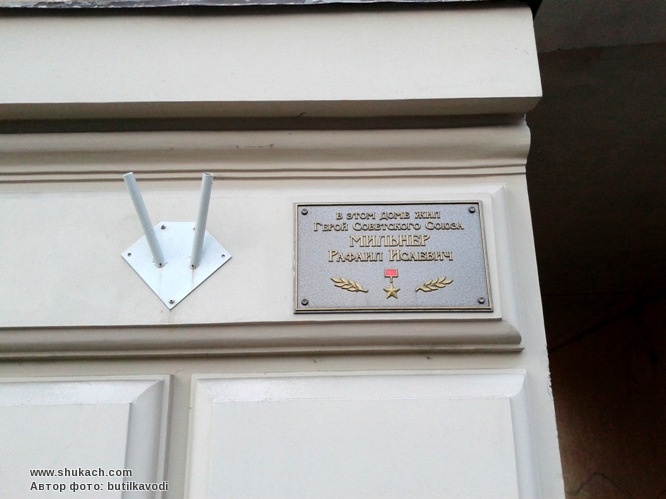 В ЭТОМ ДОМЕ ЖИЛ
ГЕРОЙ СОВЕТСКОГО СОЮЗА
МИЛЬНЕР
РАФАИЛ ИСАЕВИЧ
www.shukach.com
Автор фото: butilkavodi